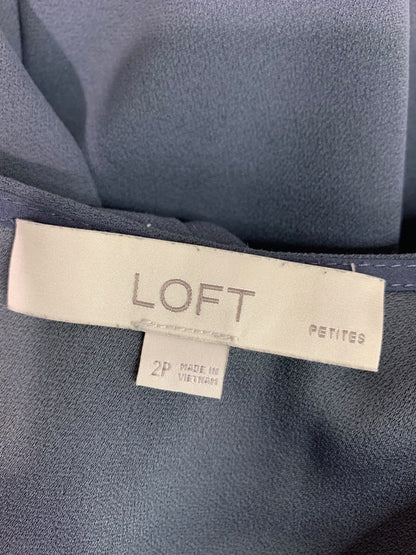 LOFT
PETITES
2P MADE IN
VIETNAM